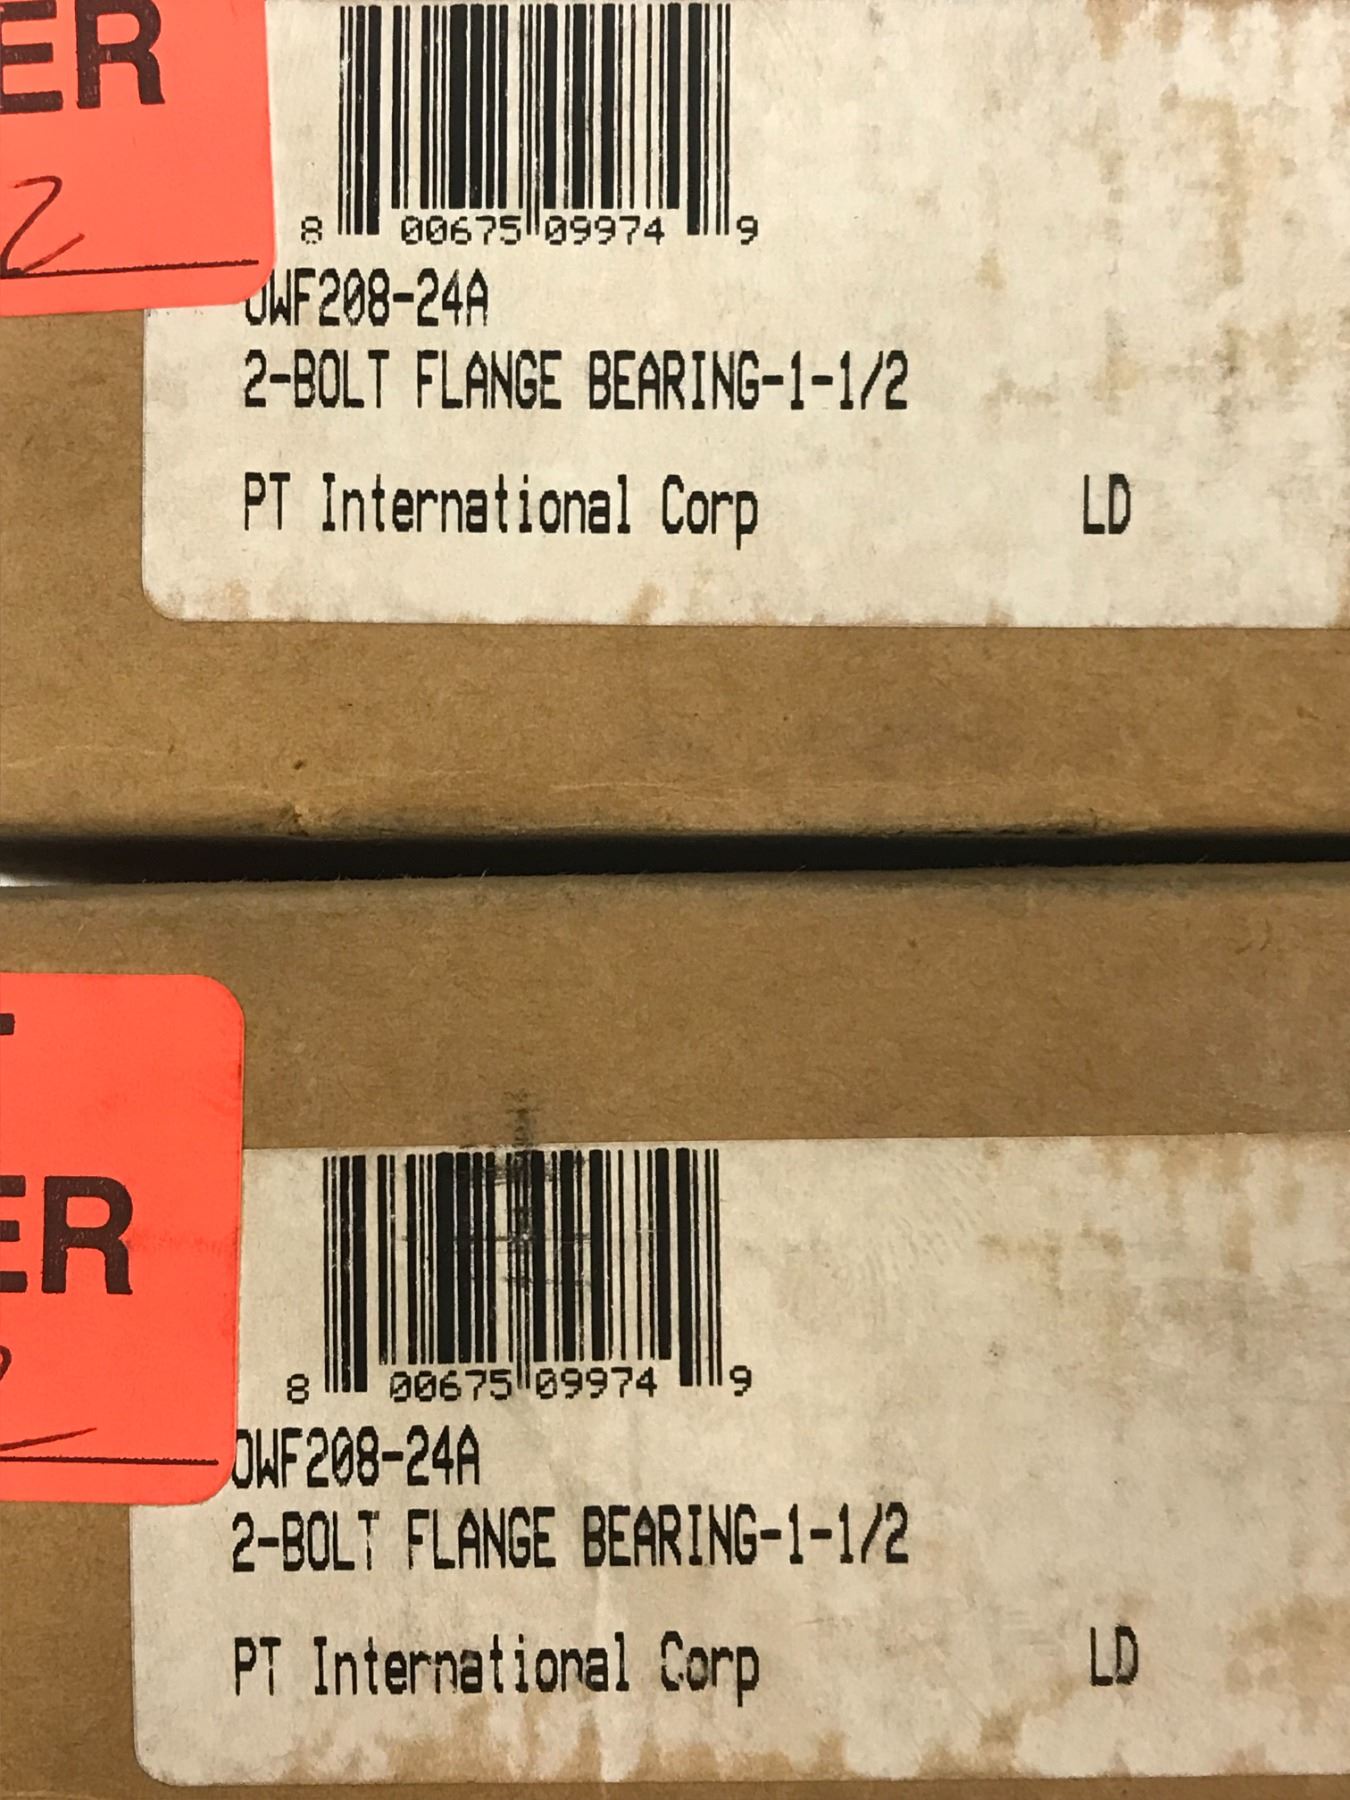 ER
2
8 00675 09974 9
OWF208-24A
2-BOLT FLANGE BEARING-1-1/2
PT International Corp LD
ER
8 00675 09974 9
OWF208-24A
2-BOLT FLANGE BEARING-1-1/2
PT International Corp LD